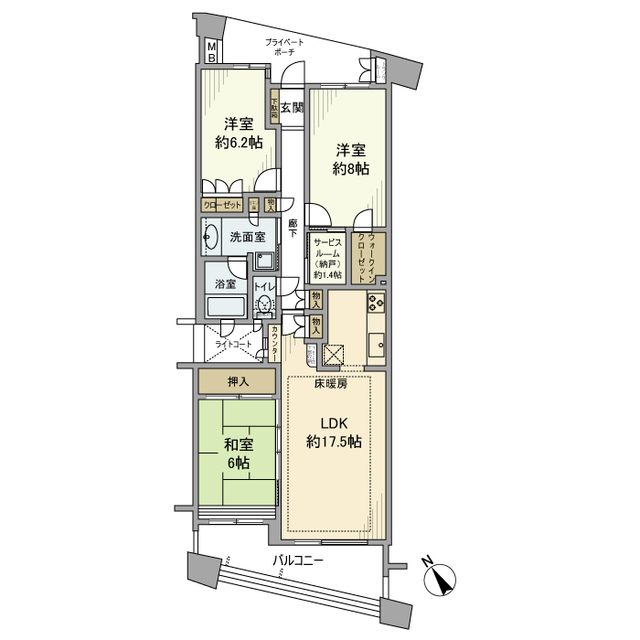 プライベート
ポーチ
MB
下駄箱
玄関
洋室
約6.2帖
洋室
約8帖
クローゼット
物入
廊下
洗面室
サービス
ルーム
(納戸)
約1.4帖
ウォークイン
クローゼット
浴室
トイレ
物入
物入
ライトコート
カウンター
押入
床暖房
LDK
約17.5帖
和室
6帖
バルコニー
N